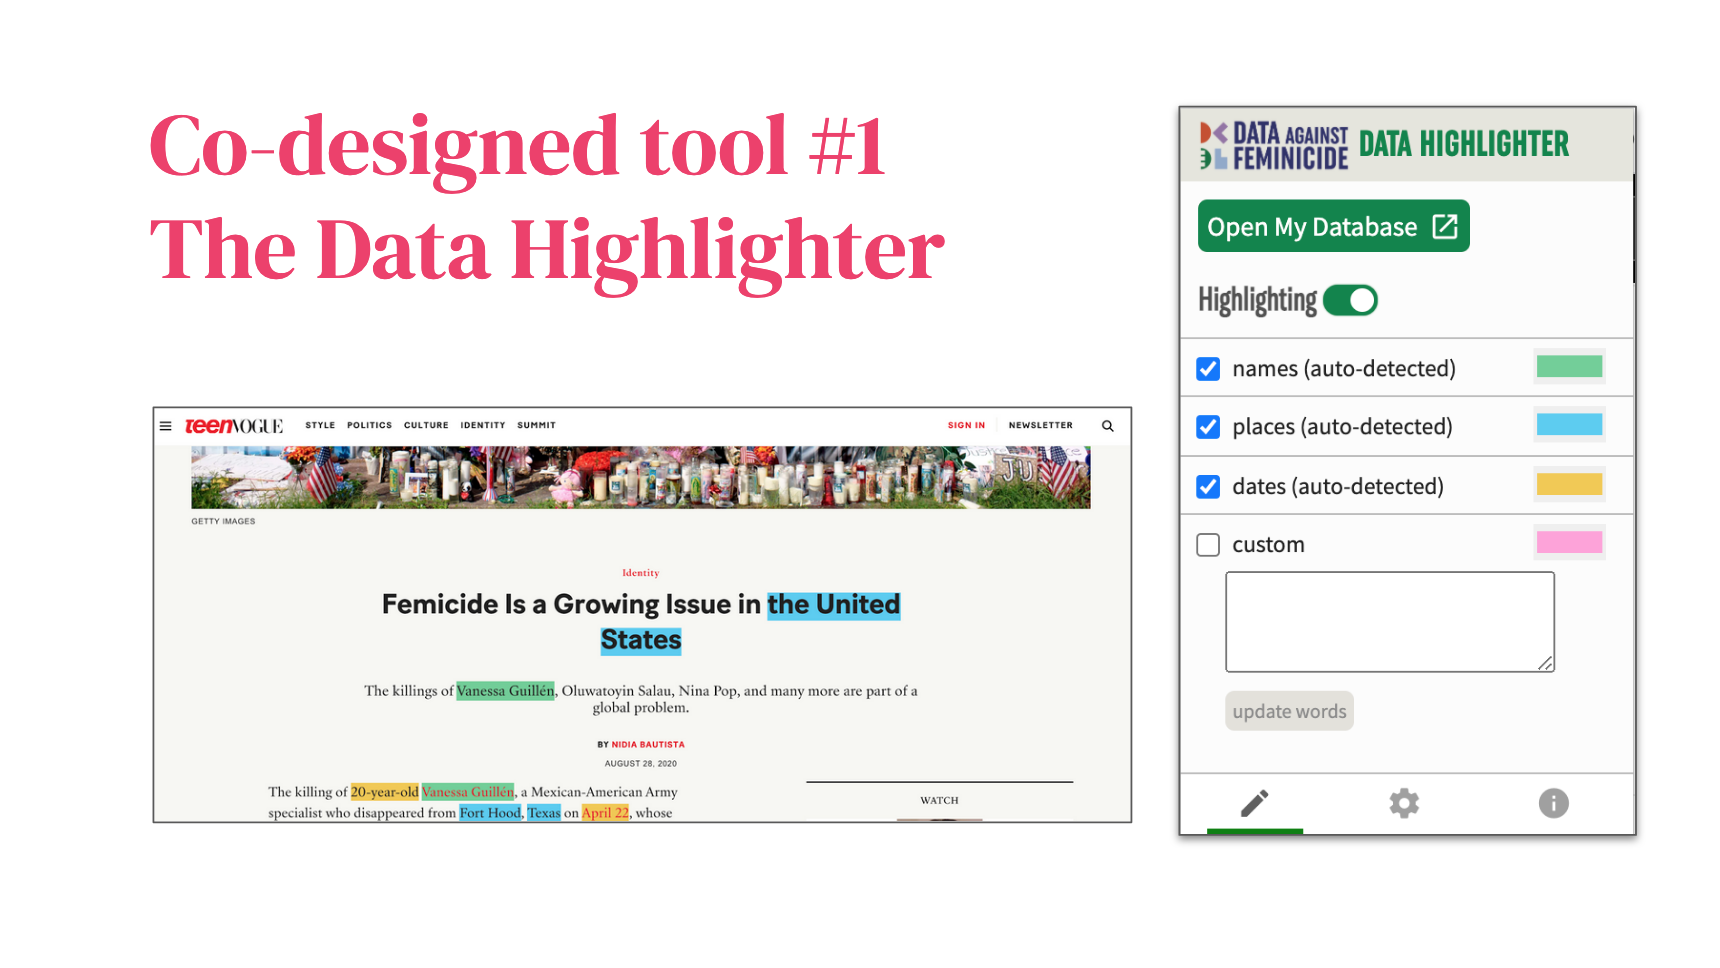 Co-designed tool #1
The Data Highlighter
teenVOGUE STYLE POLITICS CULTURE IDENTITY SUMMIT SIGN IN NEWSLETTER
JU
GETTY IMAGES
Identity
Femicide Is a Growing Issue in the United
States
The killings of Vanessa Guillén, Oluwatoyin Salau, Nina Pop, and many more are part of a
global problem.
BY NIDIA BAUTISTA
AUGUST 28, 2020
The killing of 20-year-old Vanessa Guillén, a Mexican-American Army
specialist who disappeared from Fort Hood, Texas on April 22, whose
WATCH
DATA AGAINST
FEMINICIDE
DATA HIGHLIGHTER
Open My Database
Highlighting
names (auto-detected)
places (auto-detected)
dates (auto-detected)
custom
update words